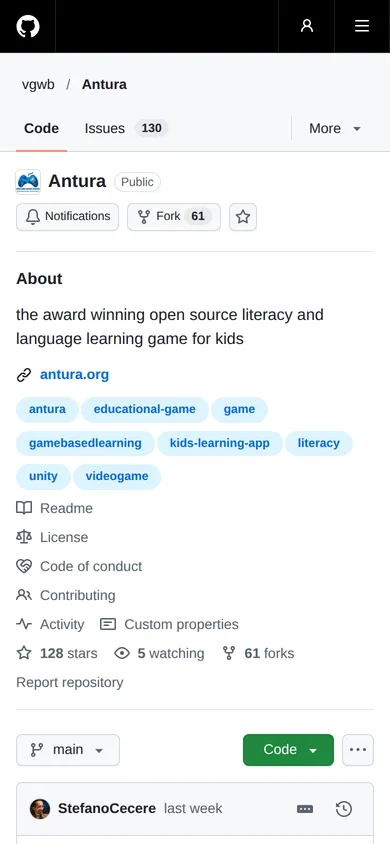 vgwb / Antura
Code Issues 130 More
Antura Public
Notifications Fork 61
About
the award winning open source literacy and
language learning game for kids
antura.org
antura educational-game game
gamebasedlearning kids-learning-app literacy
unity videogame
Readme
License
Code of conduct
Contributing
Activity Custom properties
128 stars 5 watching 61 forks
Report repository
main Code
StefanoCecere last week